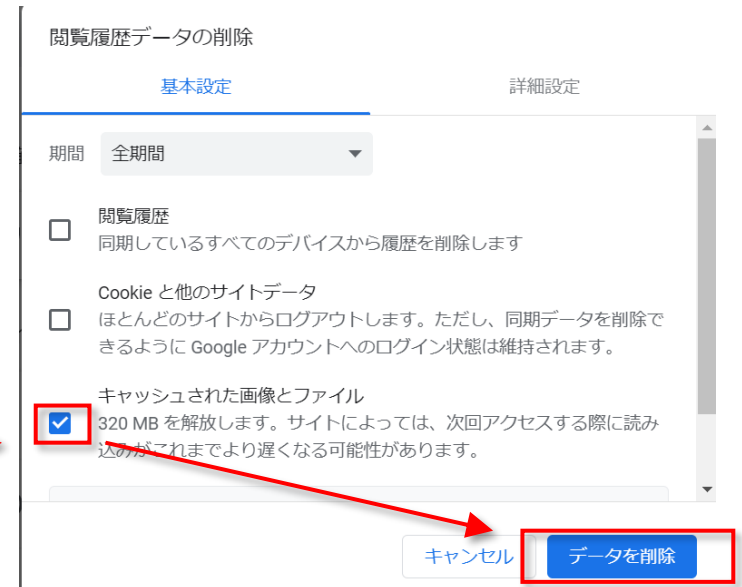 閲覧履歴データの削除
基本設定
詳細設定
期間 全期間
閲覧履歴
同期しているすべてのデバイスから履歴を削除します
Cookie と他のサイトデータ
ほとんどのサイトからログアウトします。ただし、同期データを削除で
きるように Google アカウントへのログイン状態は維持されます。
キャッシュされた画像とファイル
320 MB を解放します。サイトによっては、次回アクセスする際に読み
込みがこれまでより遅くなる可能性があります。
キャンセル
データを削除